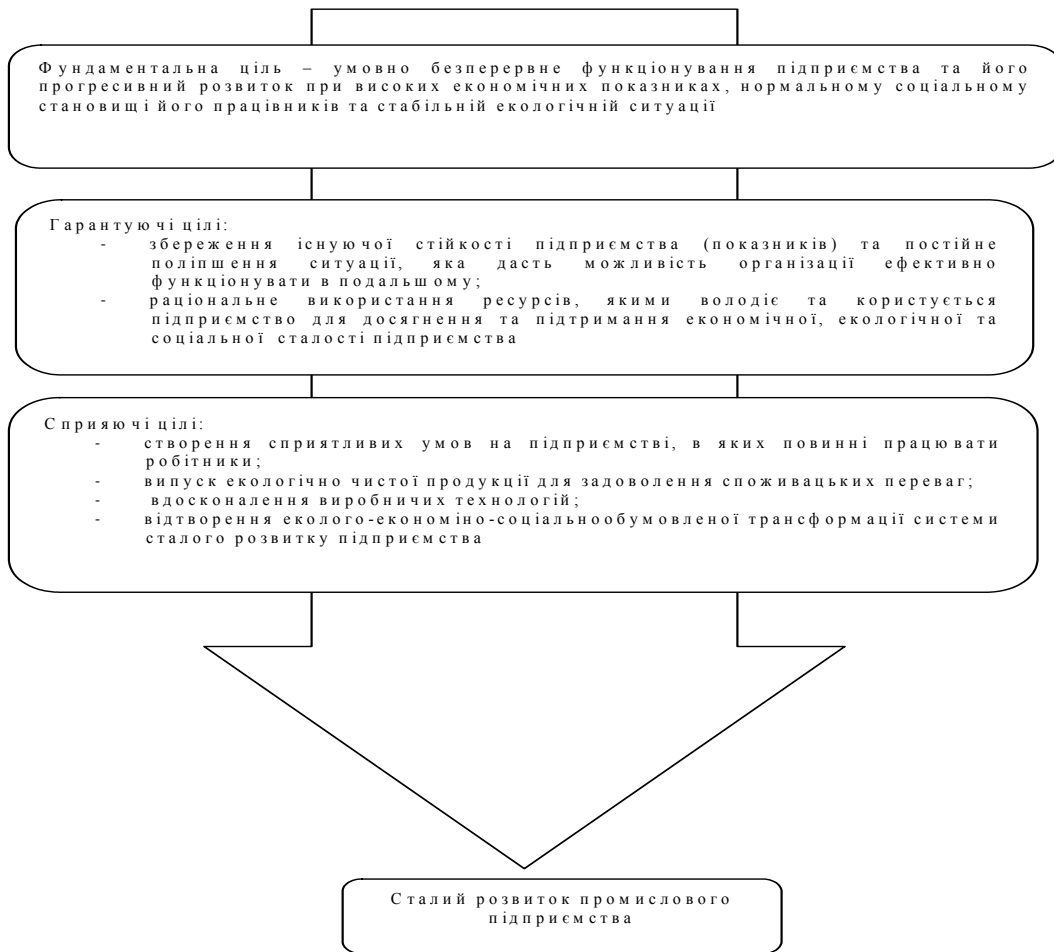 Фундаментальна ціль – умовно безперервне функціонування підприємства та його
прогресивний розвиток при високих економічних показниках, нормальному соціальному
становищі його працівників та стабільній екологічній ситуації
Гарантуючі цілі:
- збереження існуючої стійкості підприємства (показників) та постійне
поліпшення ситуації, яка дасть можливість організації ефективно
функціонувати в подальшому;
- раціональне використання ресурсів, якими володіє та користується
підприємство для досягнення та підтримання економічної, екологічної та
соціальної сталості підприємства
Сприяючі цілі:
- створення сприятливих умов на підприємстві, в яких повинні працювати
робітники;
- випуск екологічно чистої продукції для задоволення споживацьких переваг;
- вдосконалення виробничих технологій;
- відтворення еколого-економіно-соціальнообумовленої трансформації системи
сталого розвитку підприємства
Сталий розвиток промислового
підприємства